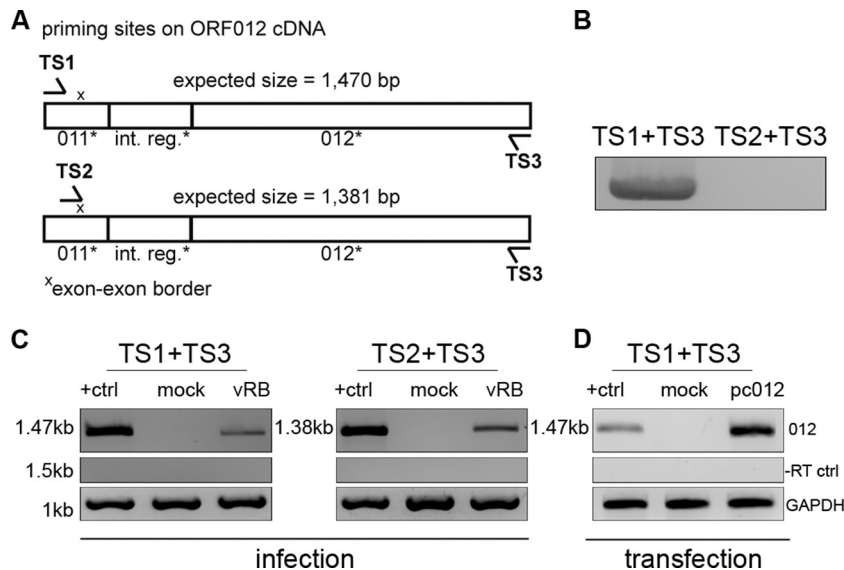 A
priming sites on ORF012 cDNA
TS1
x
expected size = 1,470 bp
011* int. reg.* 012*
TS3
TS2
x
expected size = 1,381 bp
011* int. reg.* 012*
TS3
xexon-exon border
B
TS1+TS3 TS2+TS3
C
TS1+TS3 TS2+TS3
+ctrl mock vRB +ctrl mock vRB
1.47kb 1.38kb
1.5kb
1kb
infection
D
TS1+TS3
+ctrl mock pc012
1.47kb 012
-RT ctrl
GAPDH
transfection